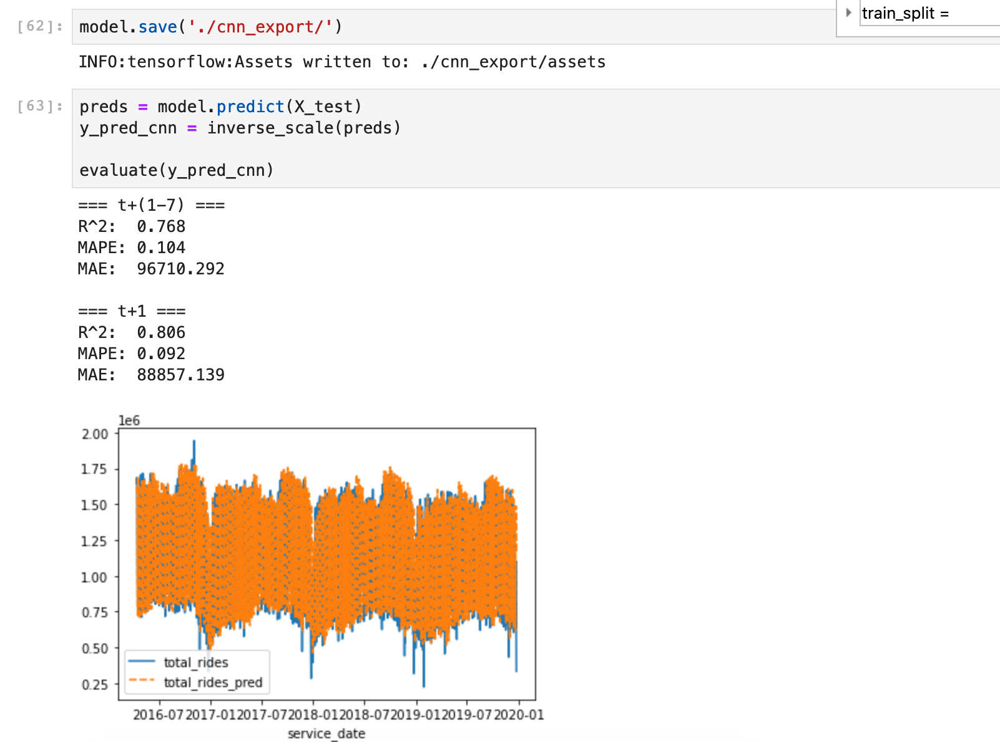 train_split =
[62]: model.save('./cnn_export/')
INFO:tensorflow:Assets written to: ./cnn_export/assets
[63]: preds = model.predict(X_test)
y_pred_cnn = inverse_scale(preds)
evaluate(y_pred_cnn)
=== t+(1-7) ===
R^2:  0.768
MAPE: 0.104
MAE:  96710.292
=== t+1 ===
R^2:  0.806
MAPE: 0.092
MAE:  88857.139
1e6
2.00
1.75
1.50
1.25
1.00
0.75
0.50
0.25
total_rides
total_rides_pred
2016-07 2017-01 2017-07 2018-01 2018-07 2019-01 2019-07 2020-01
service_date